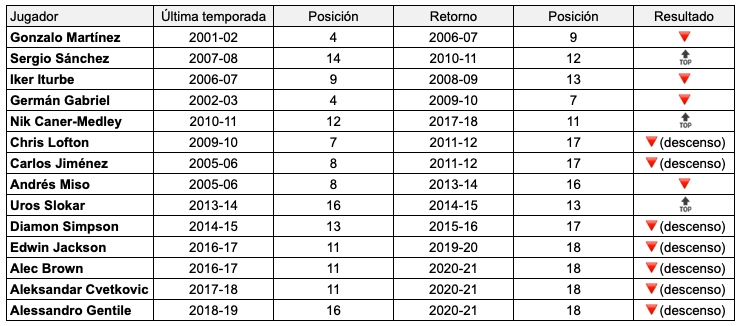 Jugador Última temporada Posición Retorno Posición Resultado
Gonzalo Martínez 2001-02 4 2006-07 9 🔻
Sergio Sánchez 2007-08 14 2010-11 12 🔝
Iker Iturbe 2006-07 9 2008-09 13 🔻
Germán Gabriel 2002-03 4 2009-10 7 🔻
Nik Caner-Medley 2010-11 12 2017-18 11 🔝
Chris Lofton 2009-10 7 2011-12 17 🔻 (descenso)
Carlos Jiménez 2005-06 8 2011-12 17 🔻 (descenso)
Andrés Miso 2005-06 8 2013-14 16 🔻
Uros Slokar 2013-14 16 2014-15 13 🔝
Diamon Simpson 2014-15 13 2015-16 17 🔻 (descenso)
Edwin Jackson 2016-17 11 2019-20 18 🔻 (descenso)
Alec Brown 2016-17 11 2020-21 18 🔻 (descenso)
Aleksandar Cvetkovic 2017-18 11 2020-21 18 🔻 (descenso)
Alessandro Gentile 2018-19 16 2020-21 18 🔻 (descenso)